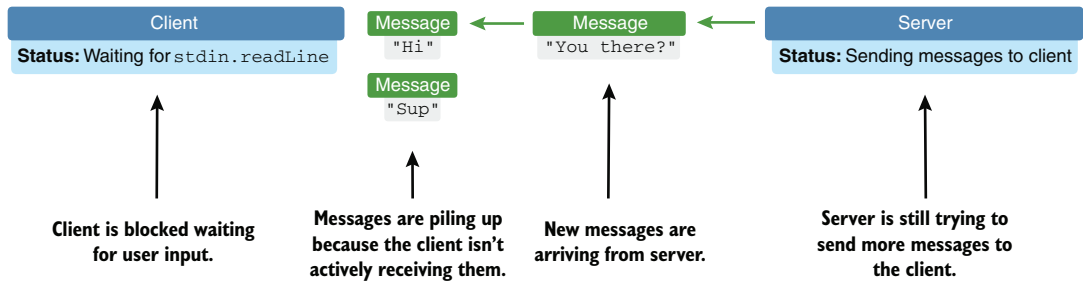 Client
Status: Waiting for stdin.readLine
Message
"Hi"
Message
"Sup"
Message
"You there?"
Server
Status: Sending messages to client
Client is blocked waiting
for user input.
Messages are piling up
because the client isn't
actively receiving them.
New messages are
arriving from server.
Server is still trying to
send more messages to
the client.